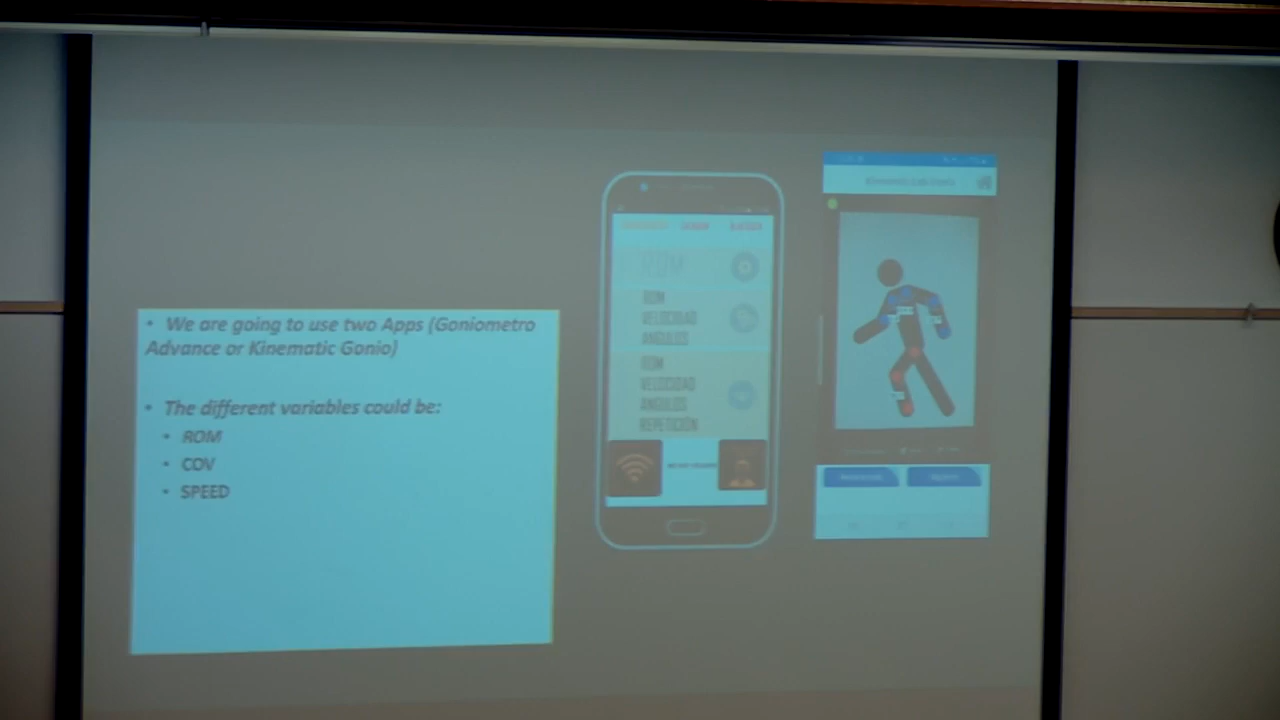 • We are going to use two Apps (Goniometro
Advance or Kinematic Gonio)
• The different variables could be:
• ROM
• COV
• SPEED
ROM
ROM
VELOCIDAD
ANGULOS
ROM
VELOCIDAD
ANGULOS
REPETICIÓN